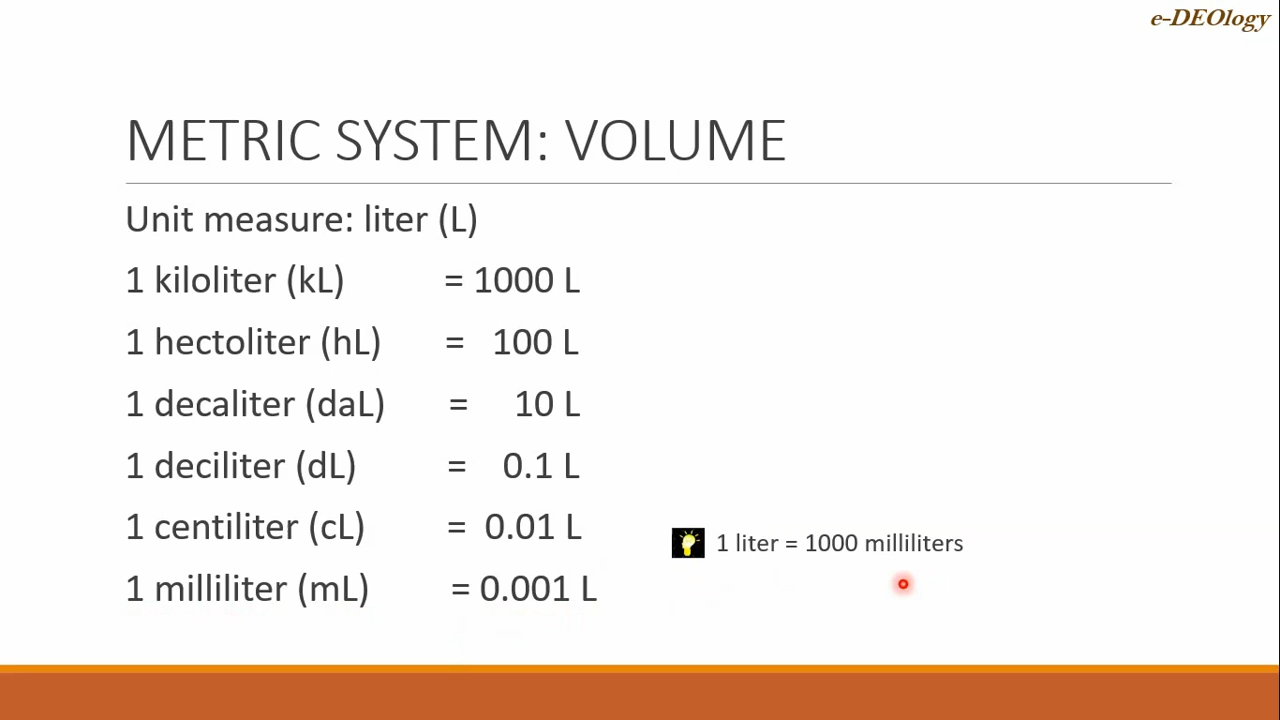 e-DEOlogy
METRIC SYSTEM: VOLUME
Unit measure: liter (L)
1 kiloliter (kL) = 1000 L
1 hectoliter (hL) = 100 L
1 decaliter (daL) = 10 L
1 deciliter (dL) = 0.1 L
1 centiliter (cL) = 0.01 L
1 liter = 1000 milliliters
1 milliliter (mL) = 0.001 L